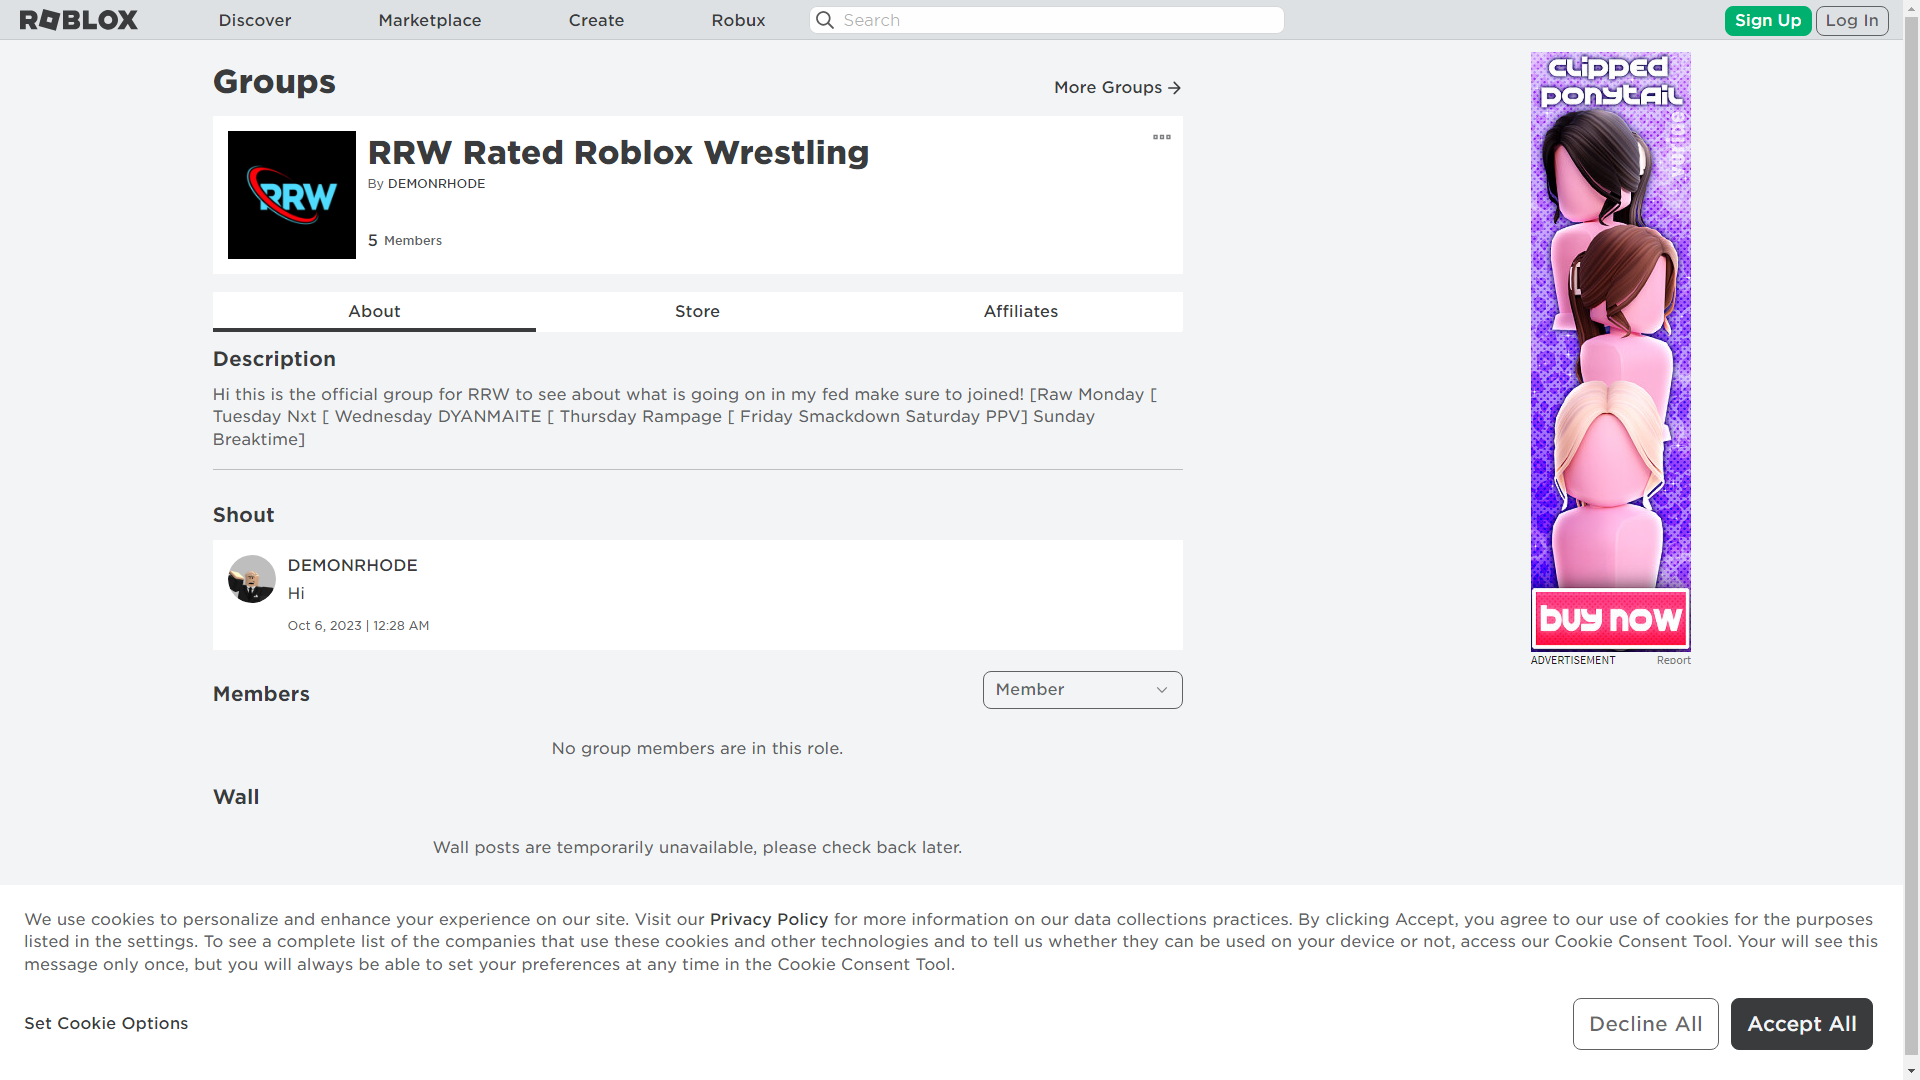 ROBLOX
Discover
Marketplace
Create
Robux
Search
Sign Up
Log In
Groups
More Groups
RRW
RRW Rated Roblox Wrestling
By DEMONRHODE
5 Members
About
Store
Affiliates
Description
Hi this is the official group for RRW to see about what is going on in my fed make sure to joined! [Raw Monday [
Tuesday Nxt [ Wednesday DYANMAITE [ Thursday Rampage [ Friday Smackdown Saturday PPV] Sunday
Breaktime]
Shout
DEMONRHODE
Hi
Oct 6, 2023 | 12:28 AM
Members
Member
No group members are in this role.
Wall
Wall posts are temporarily unavailable, please check back later.
clipped
ponytail
buy now
ADVERTISEMENT
Report
We use cookies to personalize and enhance your experience on our site. Visit our Privacy Policy for more information on our data collections practices. By clicking Accept, you agree to our use of cookies for the purposes
listed in the settings. To see a complete list of the companies that use these cookies and other technologies and to tell us whether they can be used on your device or not, access our Cookie Consent Tool. Your will see this
message only once, but you will always be able to set your preferences at any time in the Cookie Consent Tool.
Set Cookie Options
Decline All
Accept All